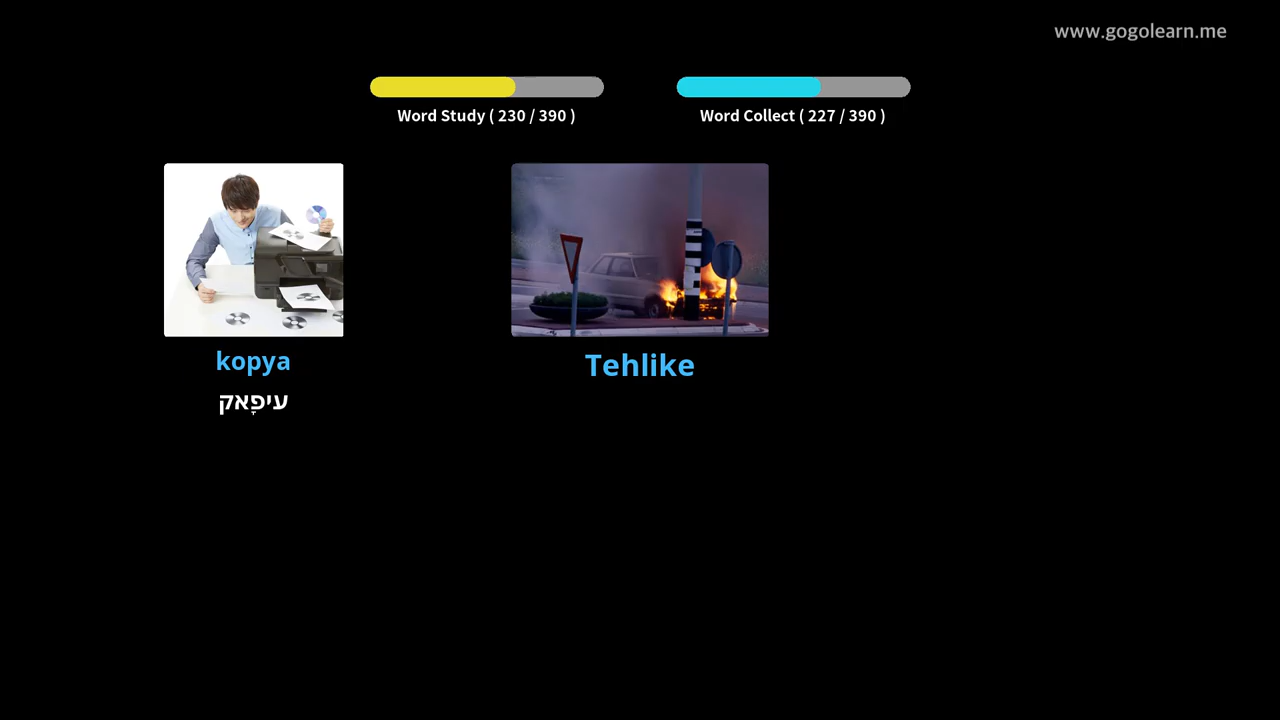 www.gogolearn.me
Word Study ( 230 / 390 )
Word Collect ( 227 / 390 )
kopya
עיפָאק
Tehlike